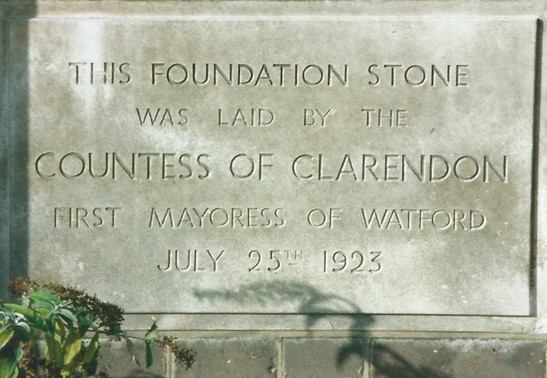 THIS FOUNDATION STONE
WAS LAID BY THE
COUNTESS OF CLARENDON
FIRST MAYORESS OF WATFORD
JULY 25TH 1923